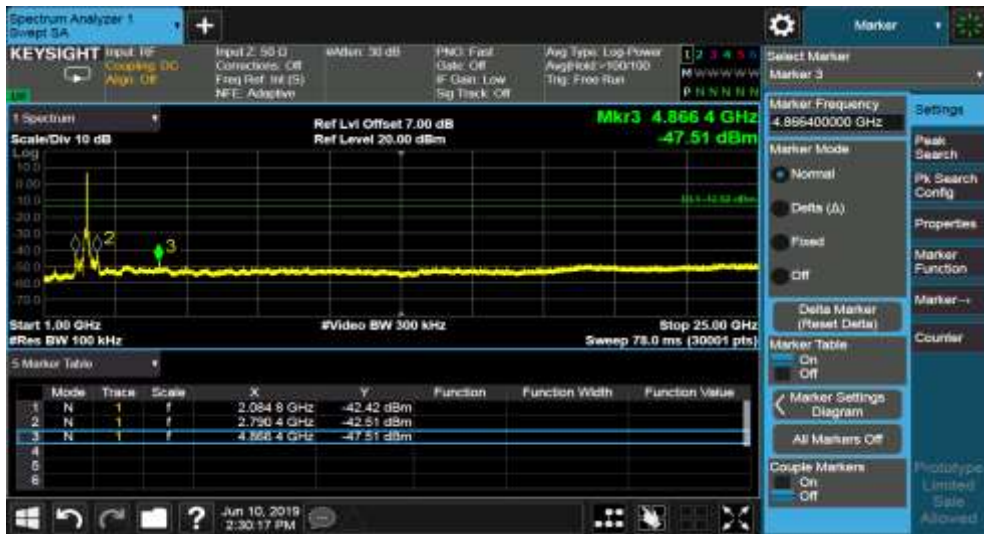 Spectrum Analyzer 1
Swept SA
+
Marker
KEYSIGHT
Input: RF
Coupling: DC
Align: Off
Input Z: 50 Ω
Corrections: Off
Freq Ref: Int (S)
NFE: Adaptive
#Atten: 30 dB
PNO: Fast
Gate: Off
IF Gain: Low
Sig Track: Off
Avg Type: Log-Power
Avg|Hold:>100/100
Trig: Free Run
1 2 3 4 5 6
M W W W W W
P N N N N N
Select Marker
Marker 3
1 Spectrum
Scale/Div 10 dB
Log
Ref Lvl Offset 7.00 dB
Ref Level 20.00 dBm
Mkr3 4.866 4 GHz
-47.51 dBm
10.0
0.00
-10.0
-20.0
-30.0
-40.0
-50.0
-60.0
-70.0
2
3
Start 1.00 GHz
#Res BW 100 kHz
#Video BW 300 kHz
Stop 25.00 GHz
Sweep 78.0 ms (30001 pts)
Marker Frequency
4.866400000 GHz
Marker Mode
Normal
Delta (Δ)
Fixed
Off
Delta Marker
(Reset Delta)
Marker Table
On
Off
Marker Settings
Diagram
All Markers Off
Couple Markers
On
Off
Settings
Peak
Search
Pk Search
Config
Properties
Marker
Function
Marker→
Counter
Prototype
Limited
Sale
Allowed
5 Marker Table
Mode Trace Scale X Y Function Function Width Function Value
1 N 1 f 2.084 8 GHz -42.42 dBm
2 N 1 f 2.790 4 GHz -42.51 dBm
3 N 1 f 4.866 4 GHz -47.51 dBm
4
5
6
?
Jun 10, 2019
2:30:17 PM